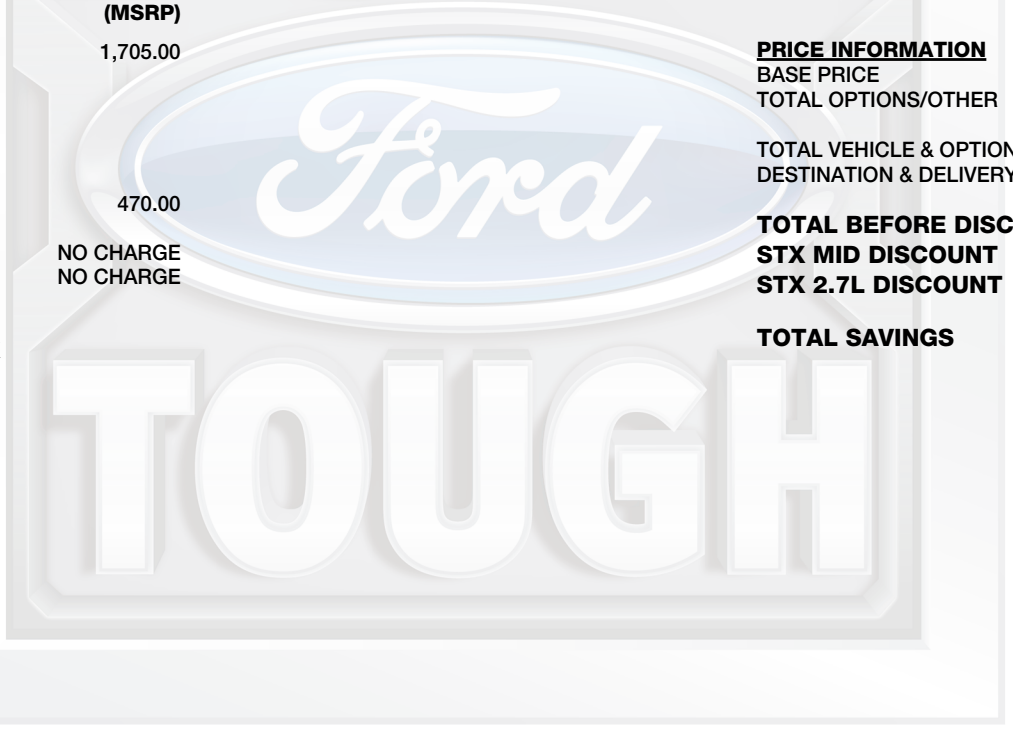 (MSRP)
1,705.00
470.00
NO CHARGE
NO CHARGE
PRICE INFORMATION
BASE PRICE
TOTAL OPTIONS/OTHER
TOTAL VEHICLE & OPTION
DESTINATION & DELIVERY
TOTAL BEFORE DISC
STX MID DISCOUNT
STX 2.7L DISCOUNT
TOTAL SAVINGS
Ford
TOUGH